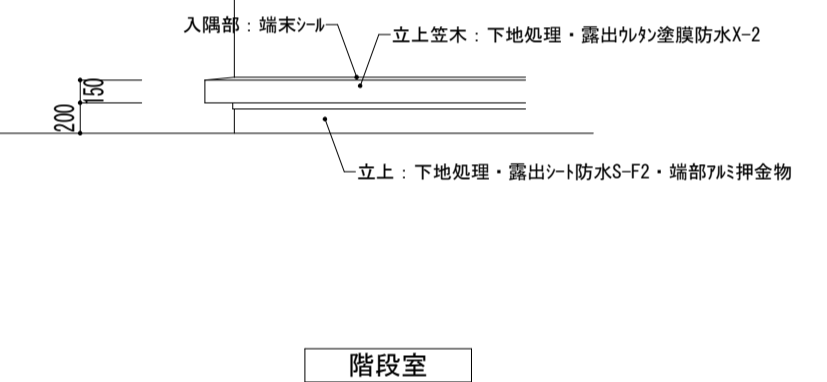 入隅部：端末ｼｰﾙ
立上笠木：下地処理・露出ｳﾚﾀﾝ塗膜防水X-2
150
200
立上：下地処理・露出ｼｰﾄ防水S-F2・端部ｱﾙﾐ押金物
階段室